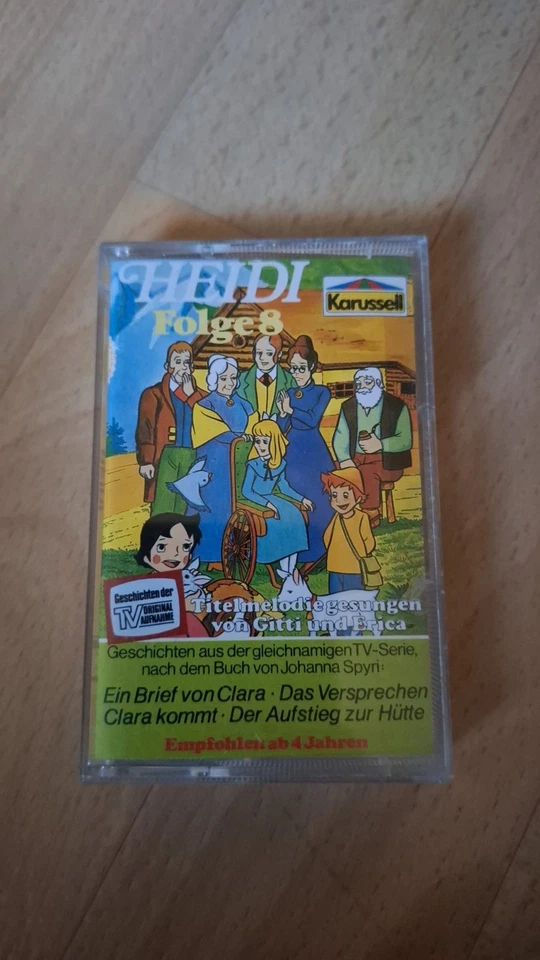 HEIDI
Karussell
Folge 8
Geschichten der
TV ORIGINAL
AUFNAHME
Titelmelodie gesungen
von Gitti und Erica
Geschichten aus der gleichnamigen TV-Serie,
nach dem Buch von Johanna Spyri:
Ein Brief von Clara · Das Versprechen
Clara kommt · Der Aufstieg zur Hütte
Empfohlen ab 4 Jahren